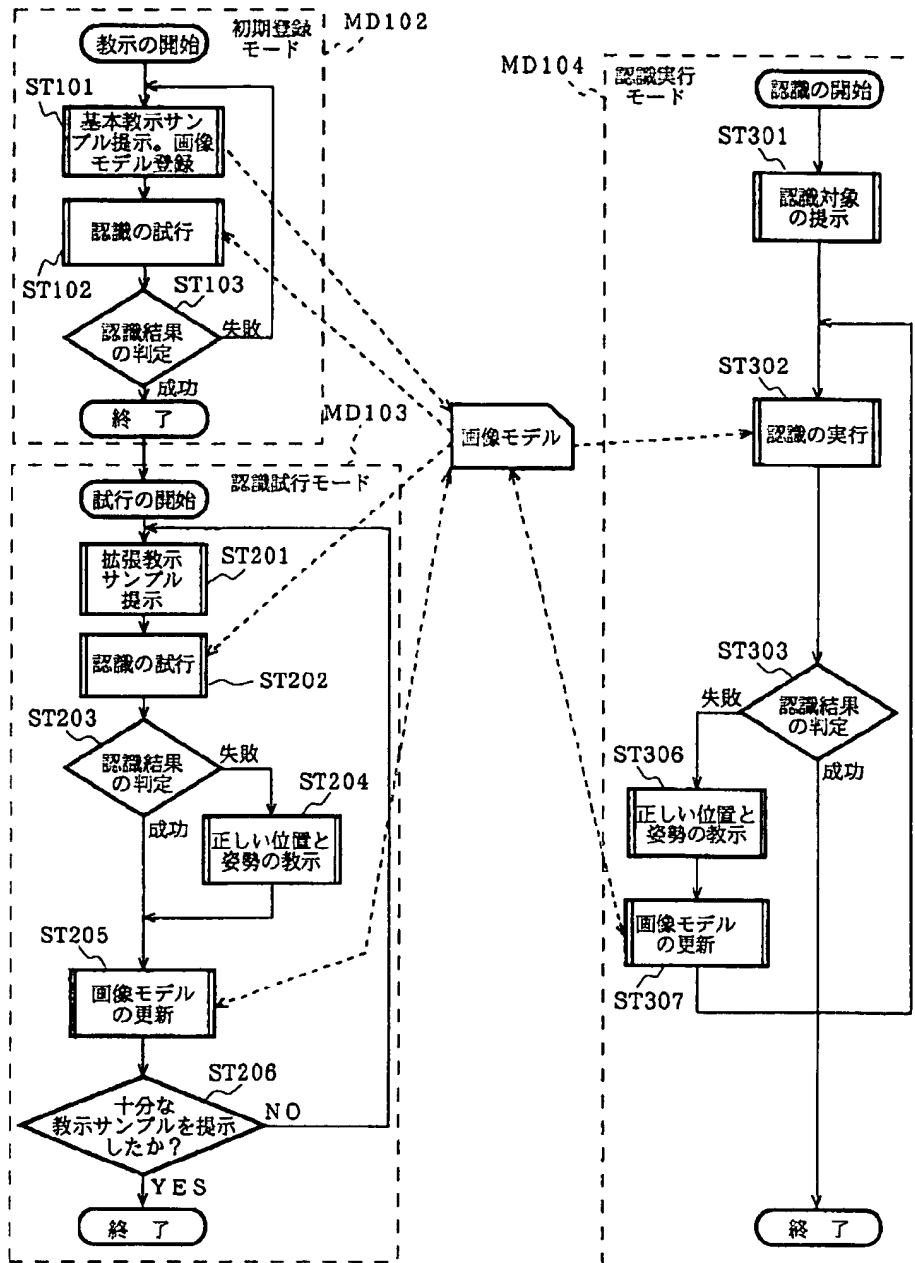 初期登録
モード
MD102
教示の開始
ST101
基本教示サン
プル提示。画像
モデル登録
認識の試行
ST102
ST103
認識結果
の判定
失敗
成功
終 了
MD103
認識試行モード
試行の開始
拡張教示
サンプル
提示
ST201
認識の試行
ST202
ST203
認識結果
の判定
失敗
成功
ST204
正しい位置と
姿勢の教示
ST205
画像モデル
の更新
ST206
十分な
教示サンプルを提示
したか?
NO
YES
終 了
画像モデル
MD104
認識実行
モード
認識の開始
ST301
認識対象
の提示
ST302
認識の実行
ST303
認識結果
の判定
失敗
成功
ST306
正しい位置と
姿勢の教示
画像モデル
の更新
ST307
終 了